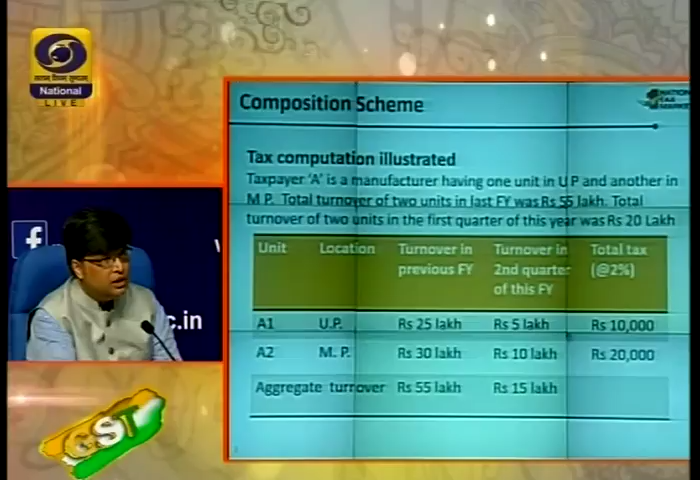 National
LIVE
Composition Scheme
NATION
TAX
MARKET
Tax computation illustrated
Taxpayer 'A' is a manufacturer having one unit in U P and another in
M P. Total turnover of two units in last FY was Rs 55 lakh. Total
turnover of two units in the first quarter of this year was Rs 20 Lakh
Unit Location Turnover in previous FY Turnover in 2nd quarter of this FY Total tax (@2%)
A1 U.P. Rs 25 lakh Rs 5 lakh Rs 10,000
A2 M. P. Rs 30 lakh Rs 10 lakh Rs 20,000
Aggregate turnover Rs 55 lakh Rs 15 lakh
f
c.in
GST